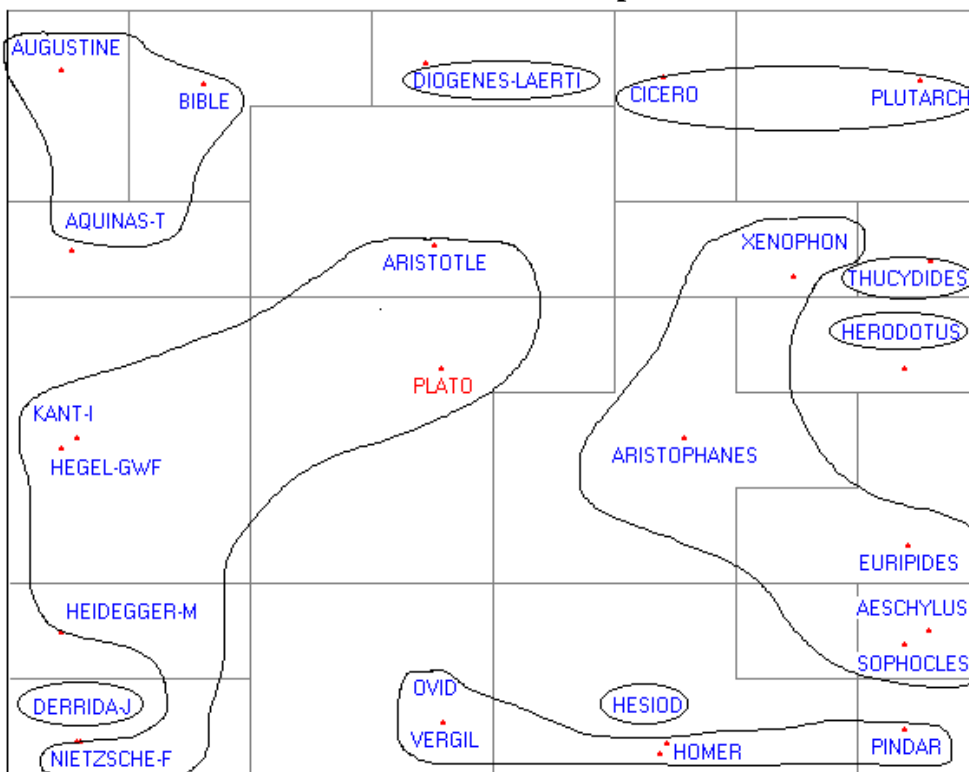 AUGUSTINE
BIBLE
DIOGENES-LAERTI
CICERO
PLUTARCH
AQUINAS-T
ARISTOTLE
XENOPHON
THUCYDIDES
HERODOTUS
PLATO
KANT-I
HEGEL-GWF
ARISTOPHANES
EURIPIDES
HEIDEGGER-M
AESCHYLUS
SOPHOCLES
DERRIDA-J
OVID
HESIOD
VERGIL
HOMER
PINDAR
NIETZSCHE-F